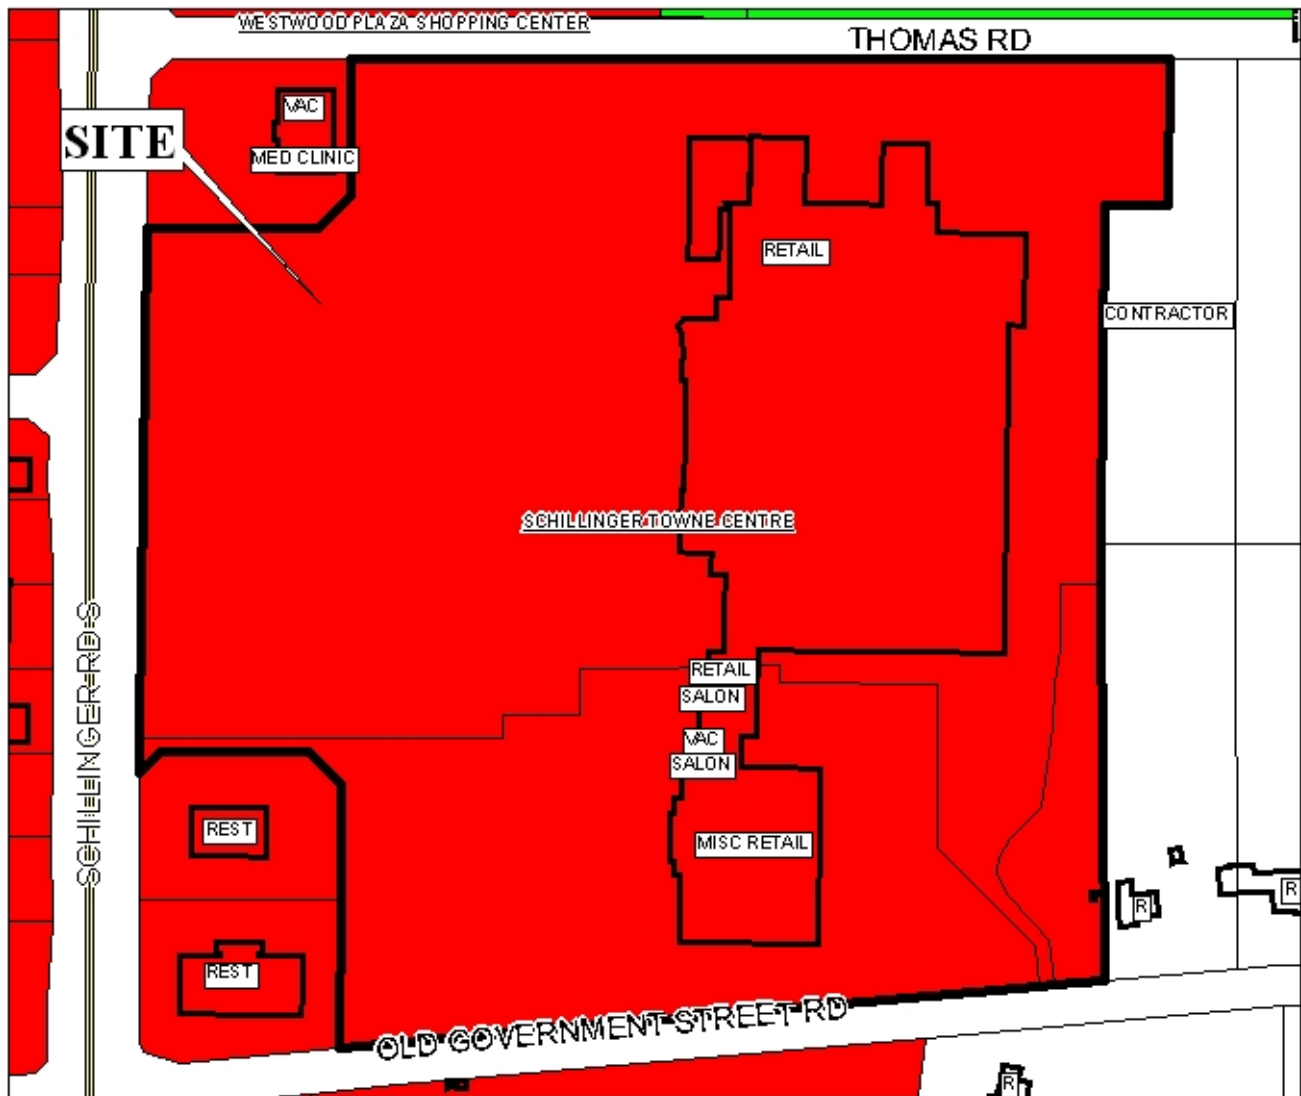 WESTWOOD PLAZA SHOPPING CENTER
THOMAS RD
VAC
SITE
MED CLINIC
RETAIL
CONTRACTOR
SCHILLINGER TOWNE CENTRE
SCHILLINGER RD S
RETAIL
SALON
VAC
SALON
REST
MISC RETAIL
R
R
REST
OLD GOVERNMENT STREET RD
R